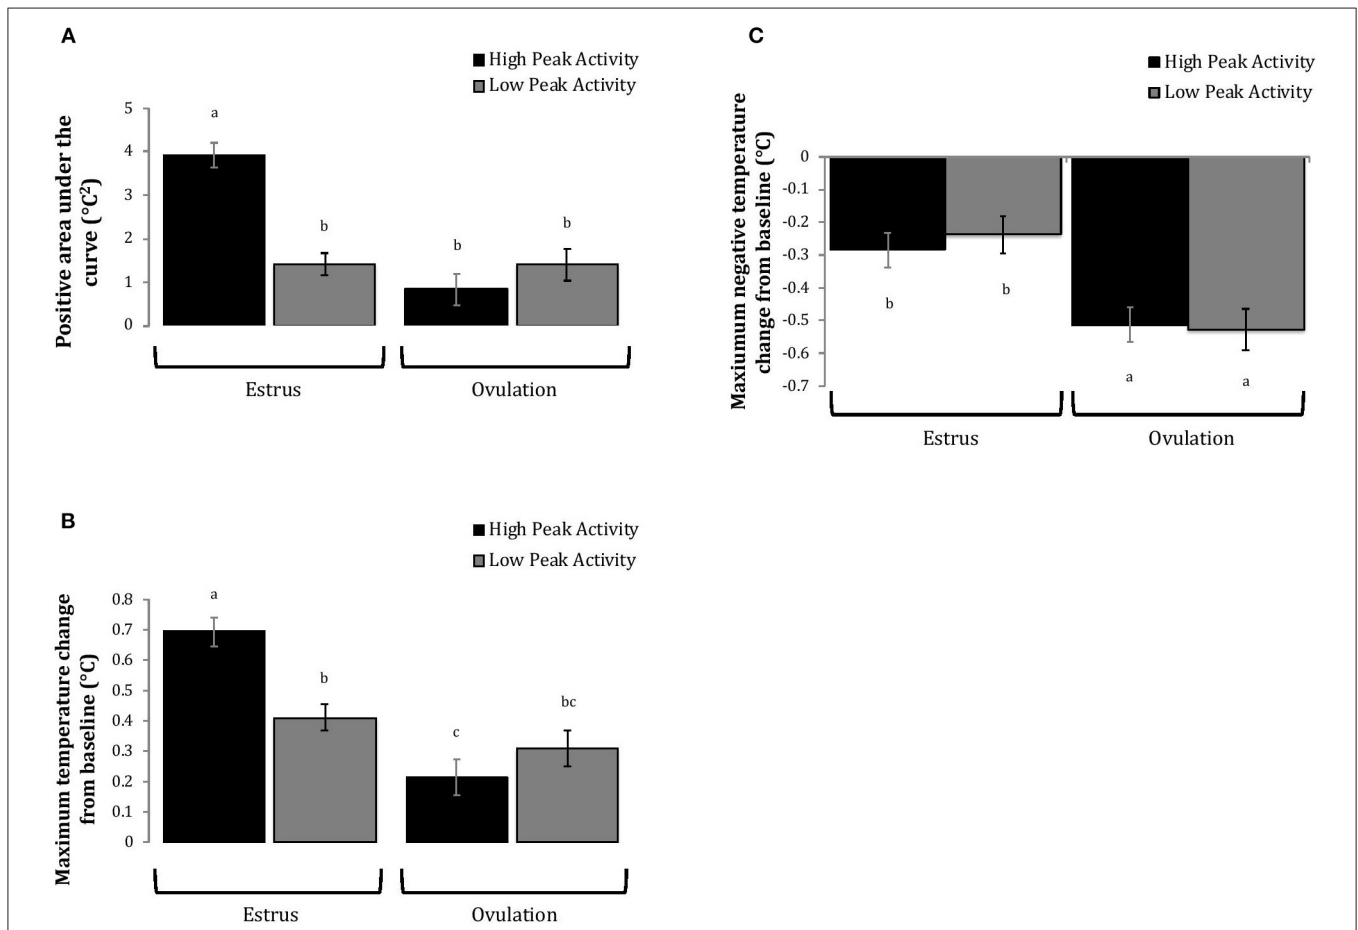 A
High Peak Activity
Low Peak Activity
Positive area under the
curve (°C²)
5
4
3
2
1
0
a
b
b
b
Estrus
Ovulation
B
High Peak Activity
Low Peak Activity
Maximum temperature change
from baseline (°C)
0.8
0.7
0.6
0.5
0.4
0.3
0.2
0.1
0
a
b
c
bc
Estrus
Ovulation
C
High Peak Activity
Low Peak Activity
Maxiumum negative temperature
change from baseline (°C)
0
-0.1
-0.2
-0.3
-0.4
-0.5
-0.6
-0.7
b
b
a
a
Estrus
Ovulation